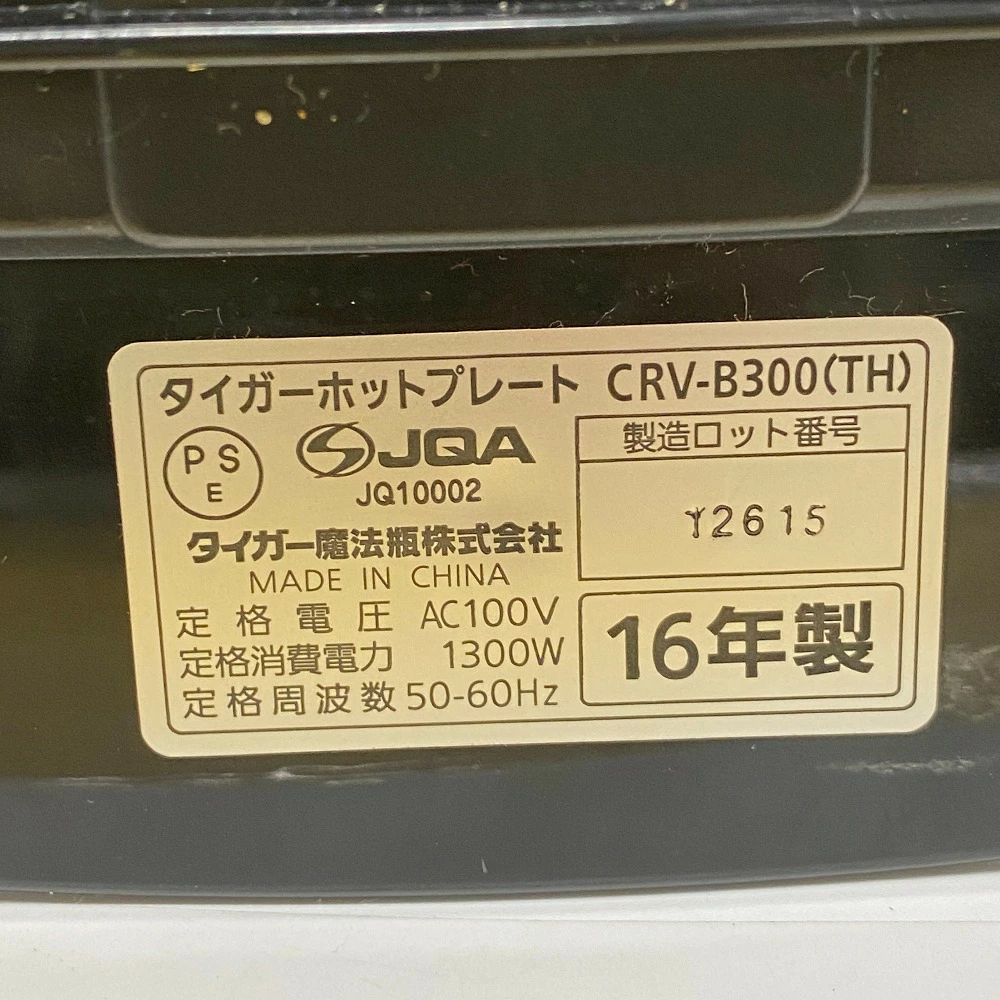 タイガーホットプレート CRV-B300(TH)
PS
E
JQA
JQ10002
製造ロット番号
Y2615
タイガー魔法瓶株式会社
MADE IN CHINA
定格電圧 AC100V
定格消費電力 1300W
定格周波数 50-60Hz
16年製